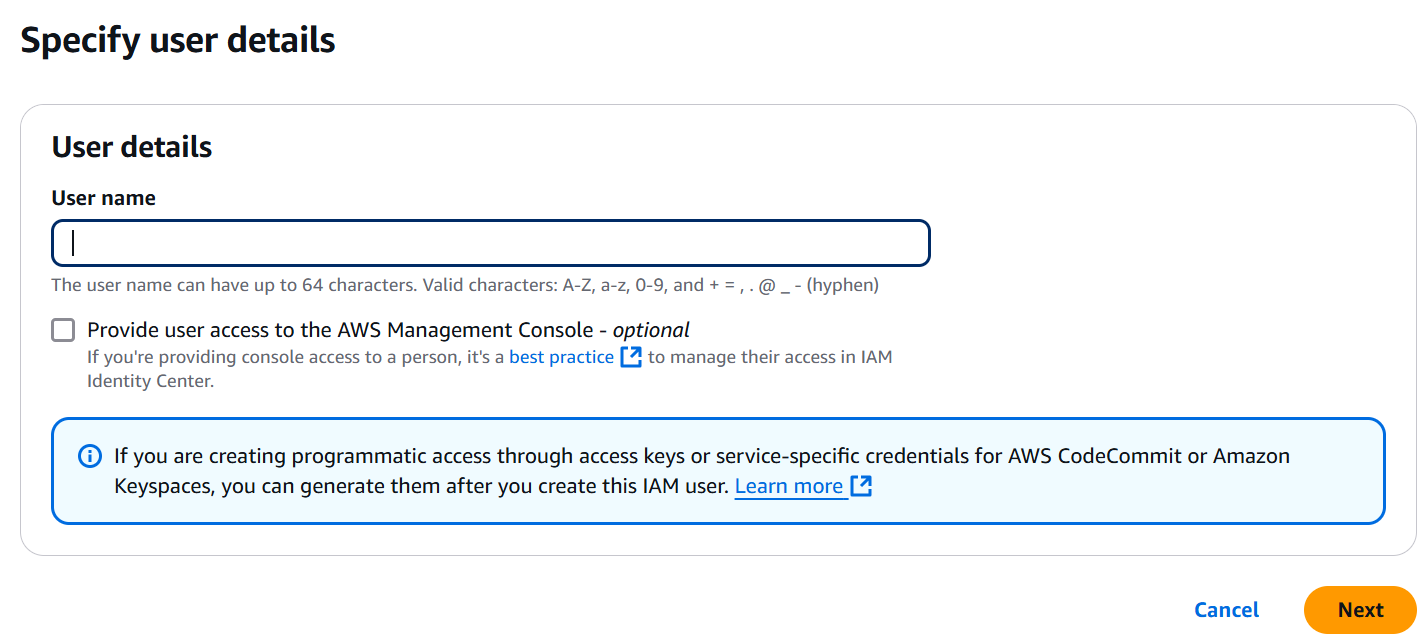 Specify user details
User details
User name
The user name can have up to 64 characters. Valid characters: A-Z, a-z, 0-9, and + = , . @ _ - (hyphen)
Provide user access to the AWS Management Console - optional
If you're providing console access to a person, it's a best practice to manage their access in IAM
Identity Center.
If you are creating programmatic access through access keys or service-specific credentials for AWS CodeCommit or Amazon
Keyspaces, you can generate them after you create this IAM user. Learn more
Cancel
Next